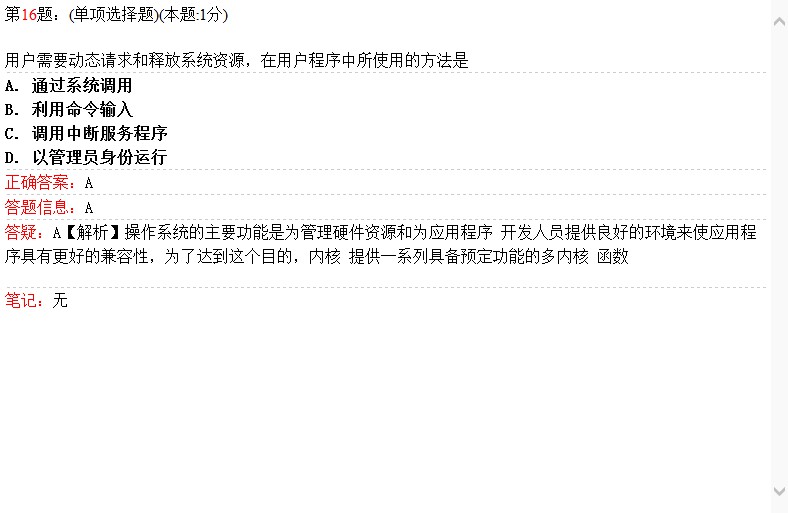 第16题：(单项选择题)(本题:1分)
用户需要动态请求和释放系统资源，在用户程序中所使用的方法是
A. 通过系统调用
B. 利用命令输入
C. 调用中断服务程序
D. 以管理员身份运行
正确答案：A
答题信息：A
答疑：A【解析】操作系统的主要功能是为管理硬件资源和为应用程序 开发人员提供良好的环境来使应用程
序具有更好的兼容性，为了达到这个目的，内核 提供一系列具备预定功能的多内核 函数
笔记：无